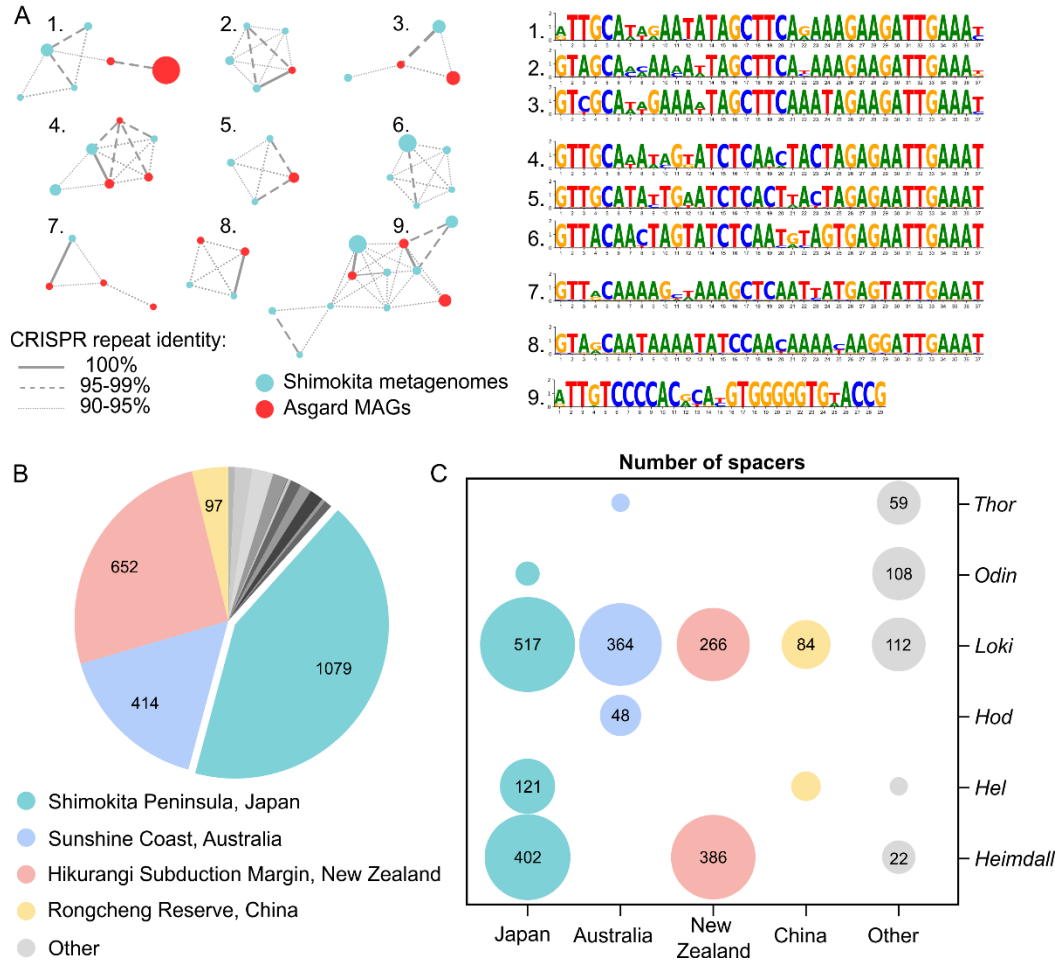 A
1.
2.
3.
4.
5.
6.
7.
8.
9.
CRISPR repeat identity:
100%
95-99%
90-95%
Shimokita metagenomes
Asgard MAGs
1. ATTGCATAGAATATAGCTTCAGAAAGAAGATTGAAAT
2. GTAGCAACAAAATTAGCTTCATAAAGAAGATTGAAAT
3. GTCGCATAGAAAATAGCTTCAAATAGAAGATTGAAAT
4. GTTGCAAATAGTATCTCAACTACTAGAGAATTGAAAT
5. GTTGCATATTGAATCTCACTTACTAGAGAATTGAAAT
6. GTTACAACTAGTATCTCAATGTAGTGAGAATTGAAAT
7. GTTACAAAAGCTAAAGCTCAATTATGAGTATTGAAAT
8. GTAGCAATAAAATATCCAACAAAACAAGGATTGAAAT
9. ATTGTCCCCACGCATGTGGGGGTGTACCG
B
97
652
1079
414
Shimokita Peninsula, Japan
Sunshine Coast, Australia
Hikurangi Subduction Margin, New Zealand
Rongcheng Reserve, China
Other
C
Number of spacers
59 Thor
108 Odin
517 364 266 84 112 Loki
48 Hod
121 Hel
402 386 22 Heimdall
Japan Australia New Zealand China Other